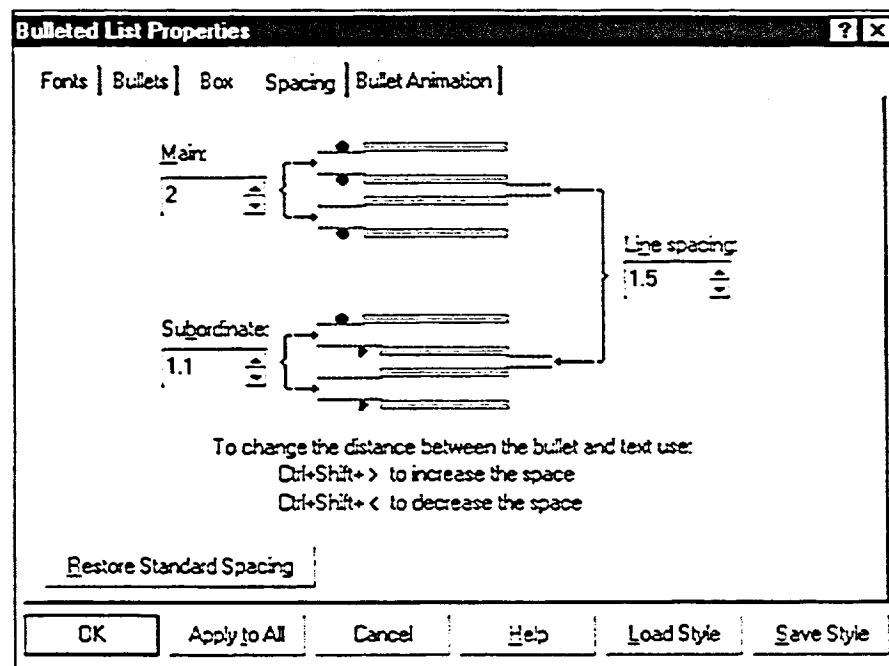 Bulleted List Properties
Fonts Bullets Box Spacing Bullet Animation
Main:
2
Line spacing:
1.5
Subordinate:
1.1
To change the distance between the bullet and text use:
Ctrl+Shift+ > to increase the space
Ctrl+Shift+ < to decrease the space
Restore Standard Spacing
OK Apply to All Cancel Help Load Style Save Style